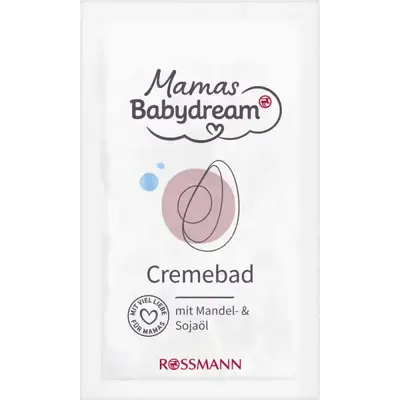 Mamas
Babydream
Cremebad
MIT VIEL LIEBE
FÜR MAMAS
mit Mandel- &
Sojaöl
ROSSMANN